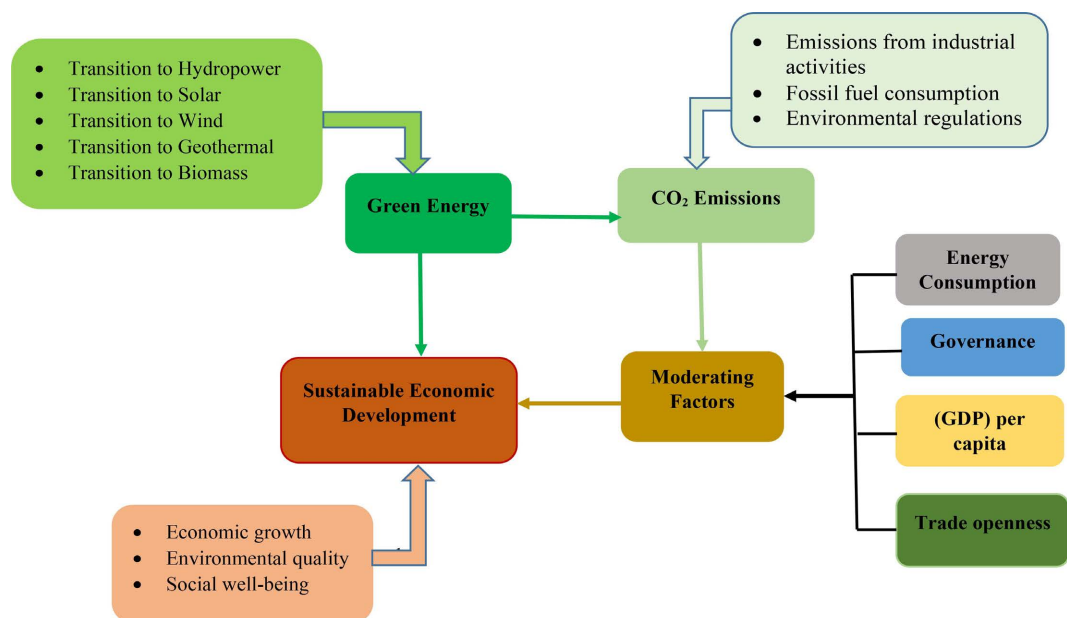 • Transition to Hydropower
• Transition to Solar
• Transition to Wind
• Transition to Geothermal
• Transition to Biomass
• Emissions from industrial
activities
• Fossil fuel consumption
• Environmental regulations
Green Energy
CO₂ Emissions
Energy
Consumption
Governance
Sustainable Economic
Development
Moderating
Factors
(GDP) per
capita
Trade openness
• Economic growth
• Environmental quality
• Social well-being